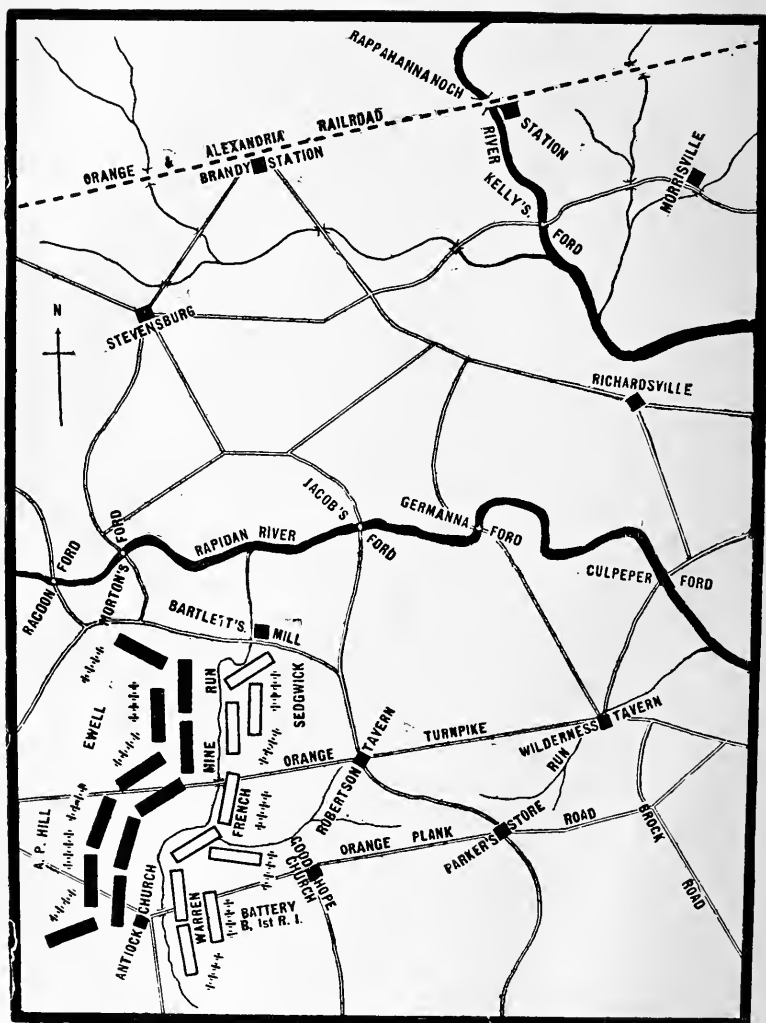 RAPPAHANNANOCH
STATION
RIVER
ORANGE & ALEXANDRIA RAILROAD
BRANDY STATION
MORRISVILLE
KELLY'S FORD
N
STEVENSBURG
RICHARDSVILLE
JACOB'S FORD
GERMANNA FORD
RAPIDAN RIVER
MORTON'S FORD
RACOON FORD
CULPEPER FORD
BARTLETT'S MILL
MINE RUN
SEDGWICK
EWELL
ORANGE TURNPIKE
WILDERNESS TAVERN
RUN
ROBERTSON TAVERN
FRENCH
A. P. HILL
GOOD HOPE CHURCH
ORANGE PLANK ROAD
PARKER'S STORE
BROCK ROAD
WARREN
BATTERY
B, 1st R. I.
ANTIOCK CHURCH